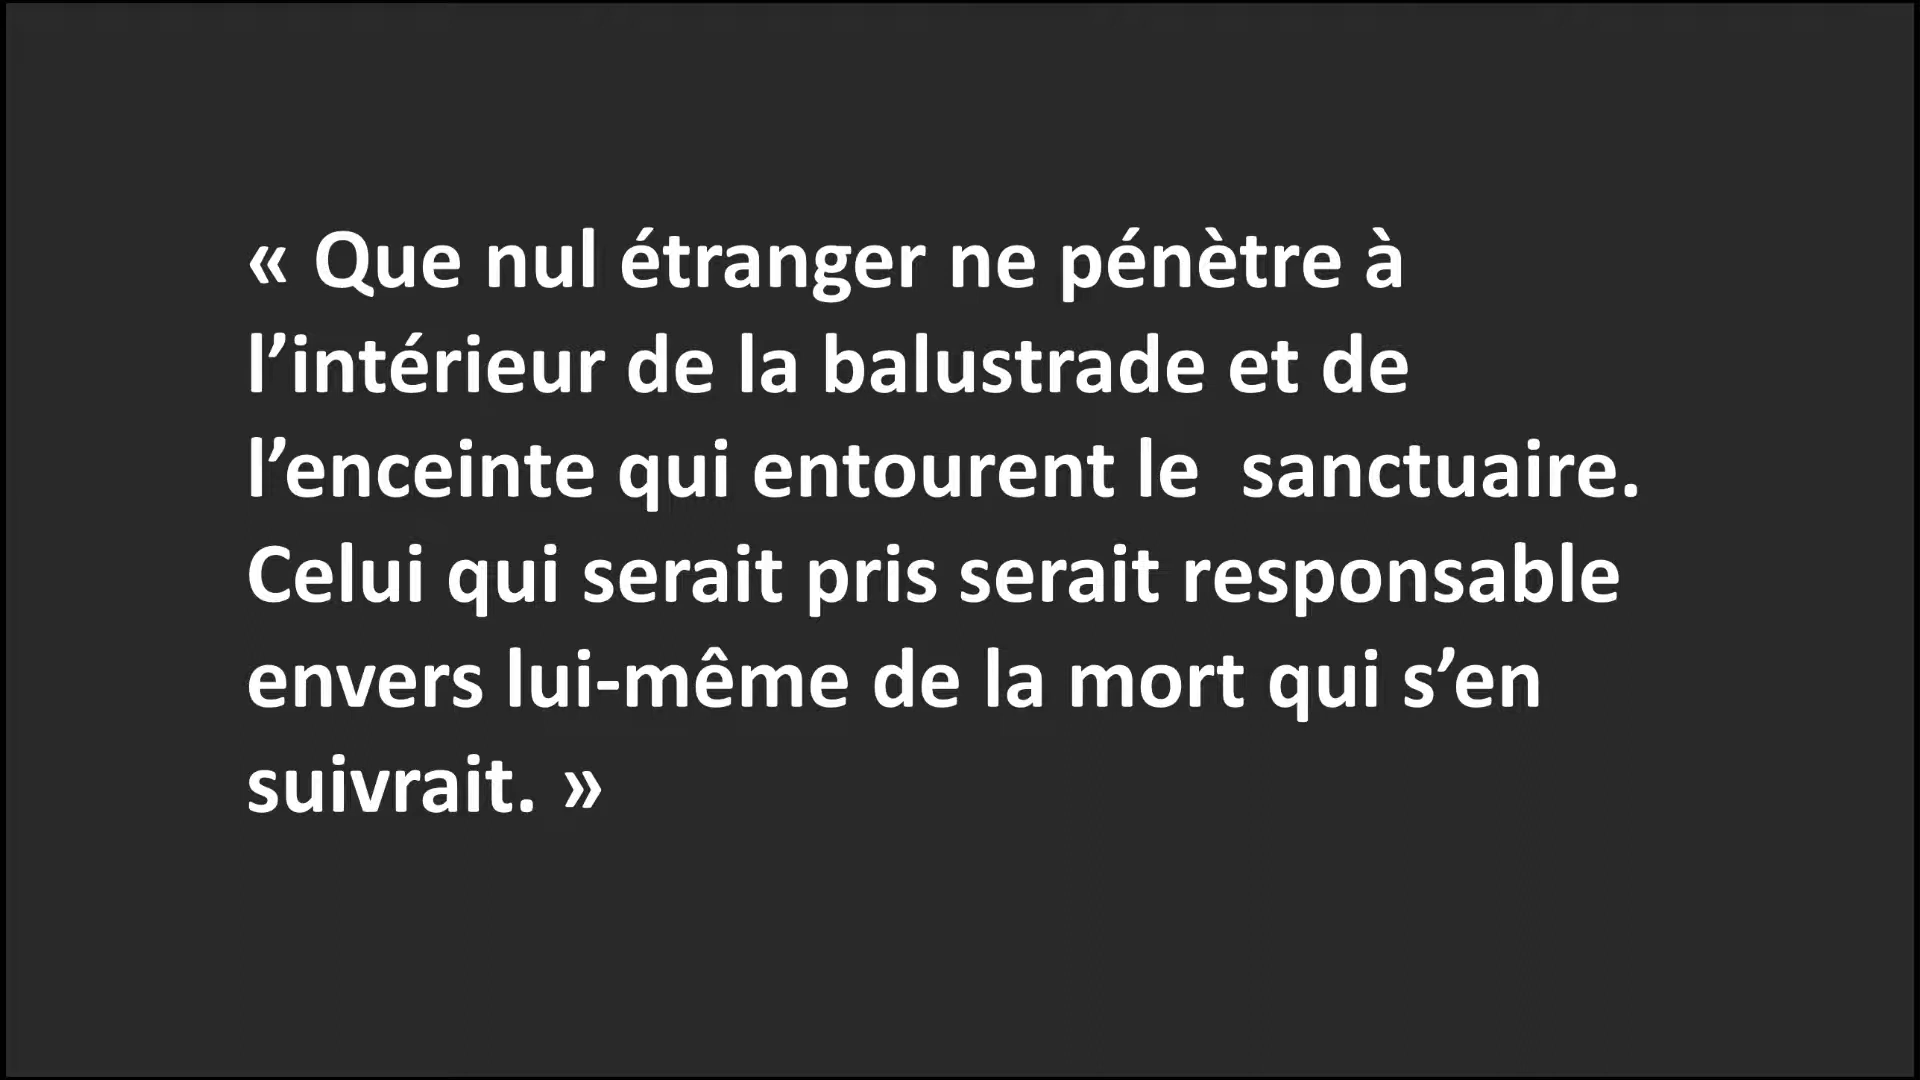 « Que nul étranger ne pénètre à
l’intérieur de la balustrade et de
l’enceinte qui entourent le  sanctuaire.
Celui qui serait pris serait responsable
envers lui-même de la mort qui s’en
suivrait. »